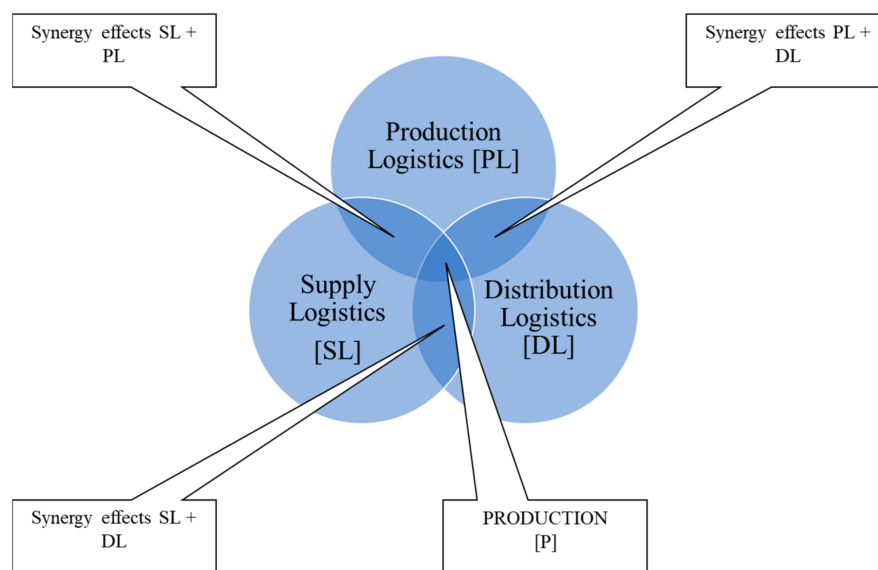 Synergy effects SL +
PL
Synergy effects PL +
DL
Production
Logistics [PL]
Supply
Logistics
[SL]
Distribution
Logistics
[DL]
Synergy effects SL +
DL
PRODUCTION
[P]